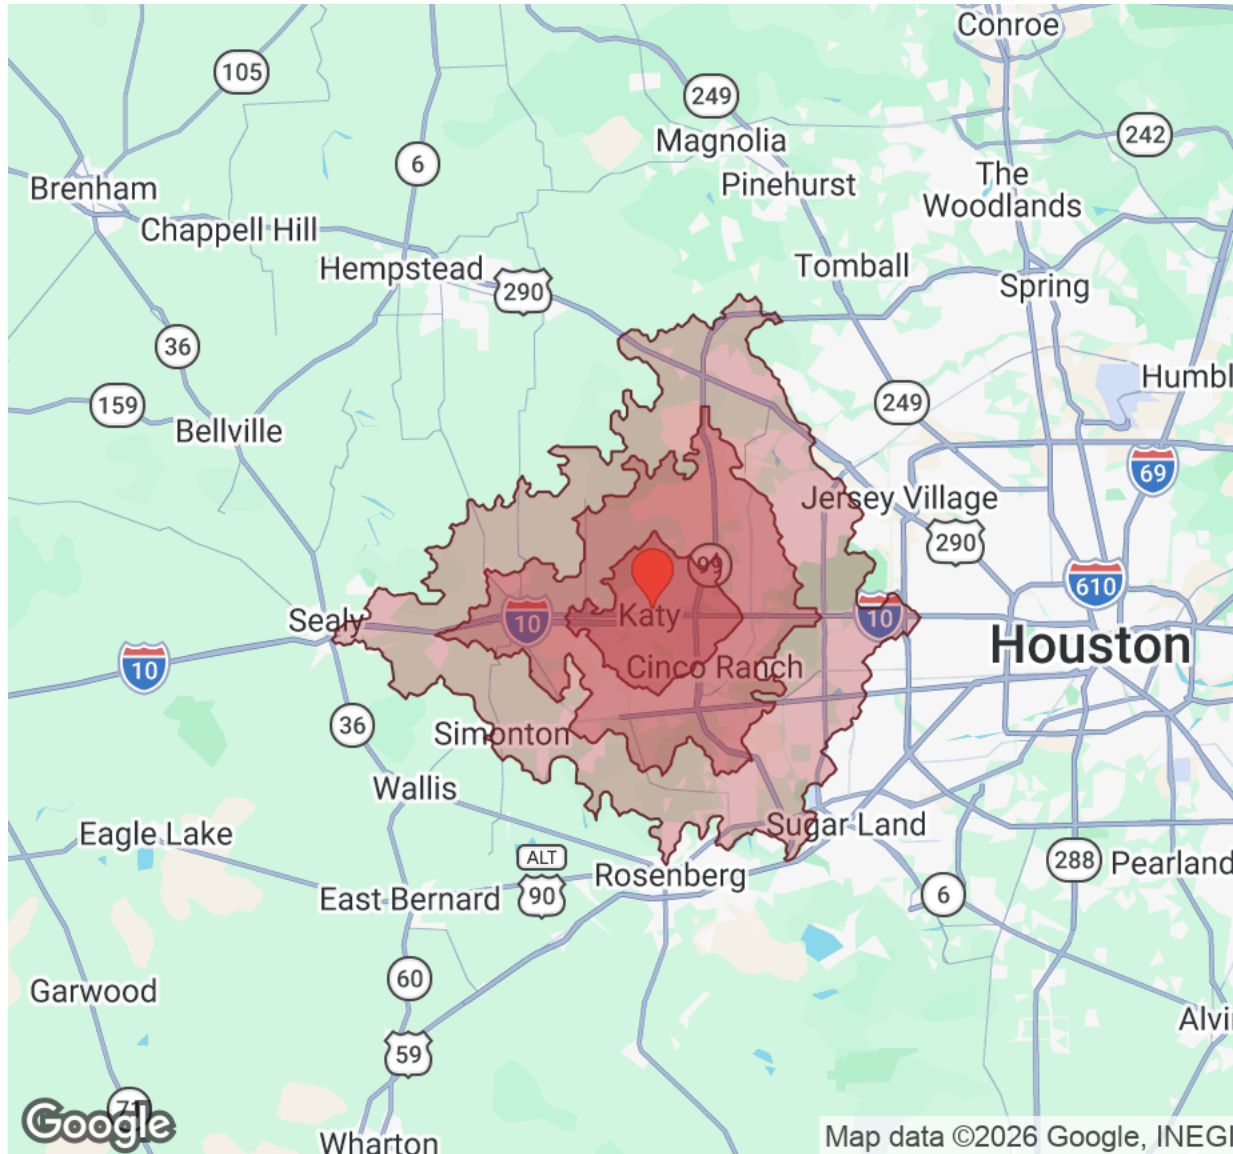 Conroe
105
249
242
6
Magnolia
The
Woodlands
Pinehurst
Brenham
Chappell Hill
Hempstead
Tomball
290
Spring
36
Humbl
159
249
Bellville
69
Jersey Village
290
99
610
Sealy
10
Katy
10
Houston
10
Cinco Ranch
36
Simonton
Wallis
Sugar Land
Eagle Lake
ALT
90
Rosenberg
288
Pearland
East Bernard
6
60
Garwood
Alvi
59
71
Google
Wharton
Map data ©2026 Google, INEGI